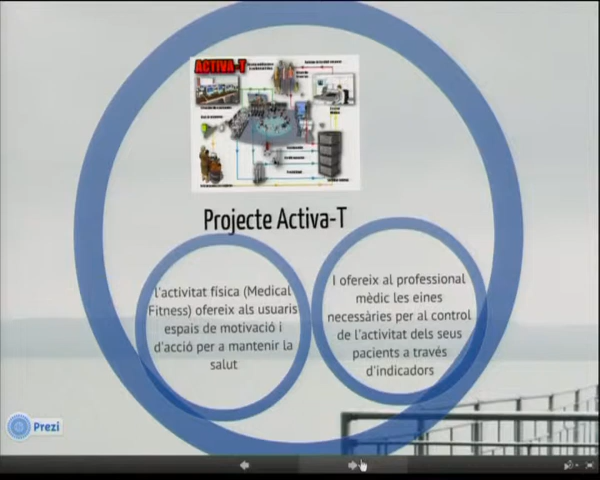 ACTIVA-T
Projecte Activa-T
l'activitat física (Medical
Fitness) ofereix als usuaris
espais de motivació i
d'acció per a mantenir la
salut
I ofereix al professional
mèdic les eines
necessàries per al control
de l'activitat dels seus
pacients a través
d'indicadors
Prezi